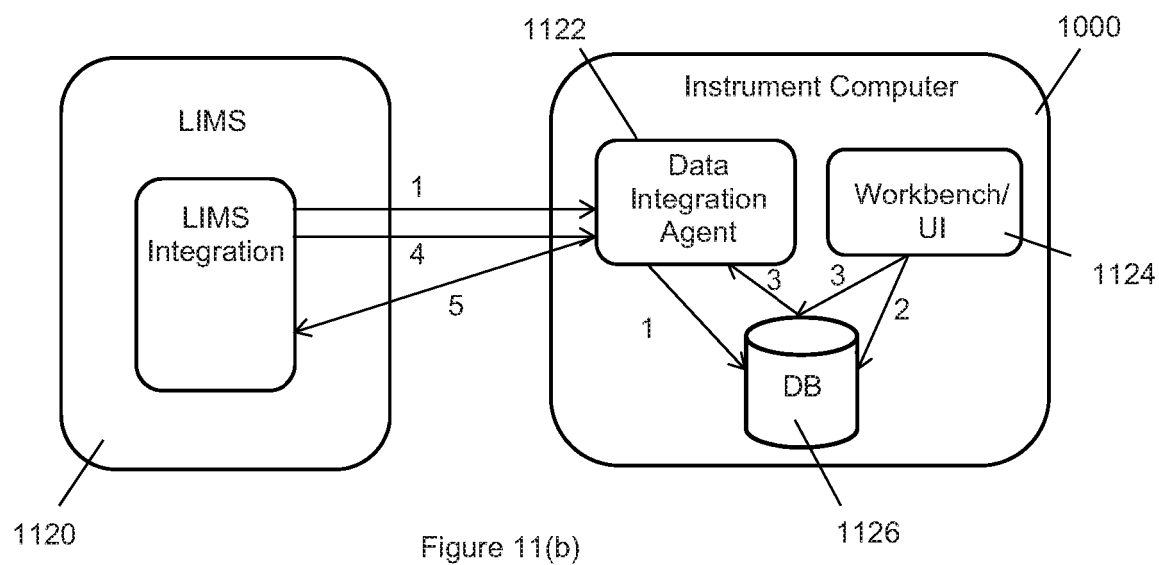 1122
1000
Instrument Computer
LIMS
LIMS
Integration
1
4
5
Data
Integration
Agent
Workbench/
UI
1124
3
3
1
2
DB
1120
1126
Figure 11(b)